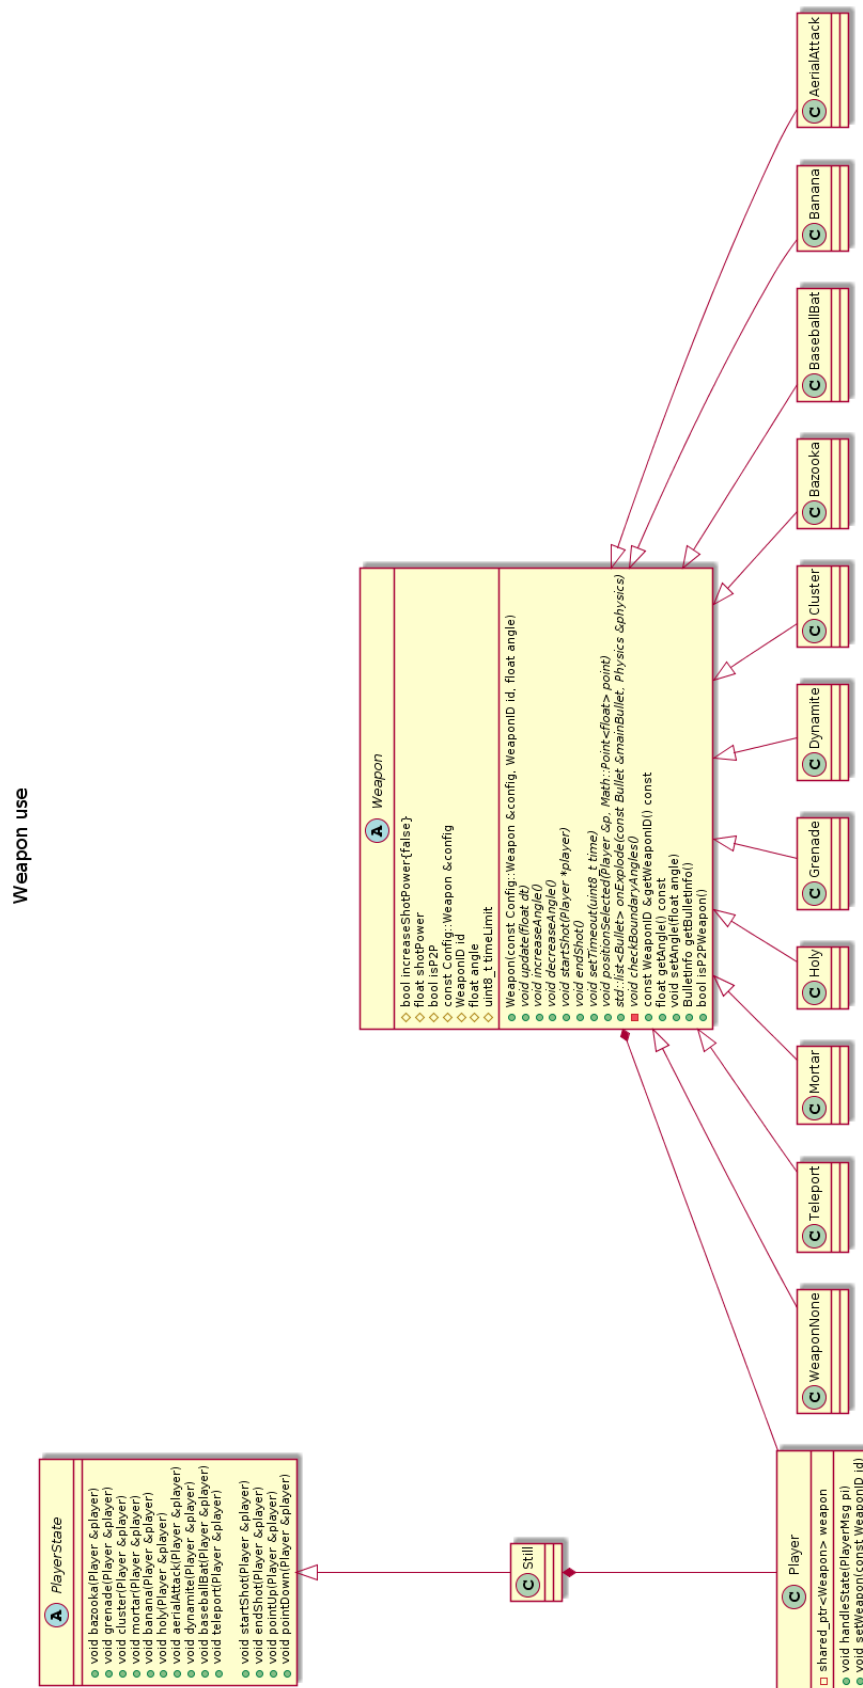 Weapon use
A PlayerState
void bazooka(Player &player)
void grenade(Player &player)
void cluster(Player &player)
void mortar(Player &player)
void banana(Player &player)
void holy(Player &player)
void aerialAttack(Player &player)
void dynamite(Player &player)
void baseballBat(Player &player)
void teleport(Player &player)
void startShot(Player &player)
void endShot(Player &player)
void pointUp(Player &player)
void pointDown(Player &player)
A Weapon
bool increaseShotPower{false}
float shotPower
bool isP2P
const Config::Weapon &config
WeaponID id
float angle
uint8_t timeLimit
Weapon(const Config::Weapon &config, WeaponID id, float angle)
void update(float dt)
void increaseAngle()
void decreaseAngle()
void startShot(Player *player)
void endShot()
void setTimeout(uint8_t time)
void positionSelected(Player &p, Math::Point<float> point)
std::list<Bullet> onExplode(const Bullet &mainBullet, Physics &physics)
void checkBoundaryAngles()
const WeaponID &getWeaponID() const
float getAngle() const
void setAngle(float angle)
BulletInfo getBulletInfo()
bool isP2PWeapon()
C Still
C Player
shared_ptr<Weapon> weapon
void handleState(PlayerMsg pi)
void setWeapon(const WeaponID id)
C WeaponNone
C Teleport
C Mortar
C Holy
C Grenade
C Dynamite
C Cluster
C Bazooka
C BaseballBat
C Banana
C AerialAttack